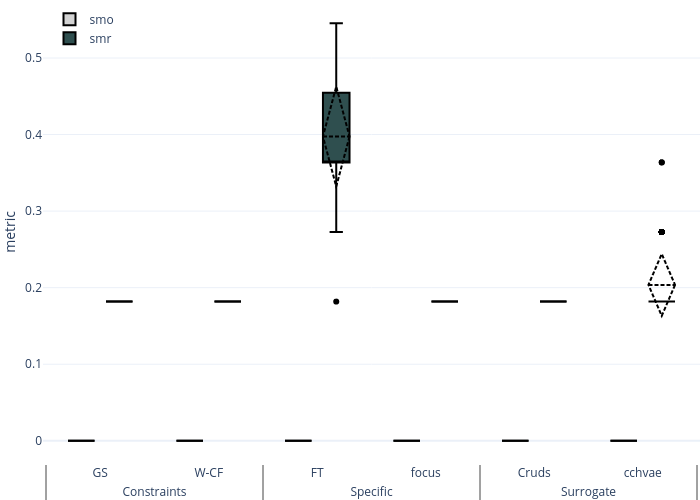 smo
smr
metric
0.5
0.4
0.3
0.2
0.1
0
GS W-CF FT focus Cruds cchvae
Constraints Specific Surrogate